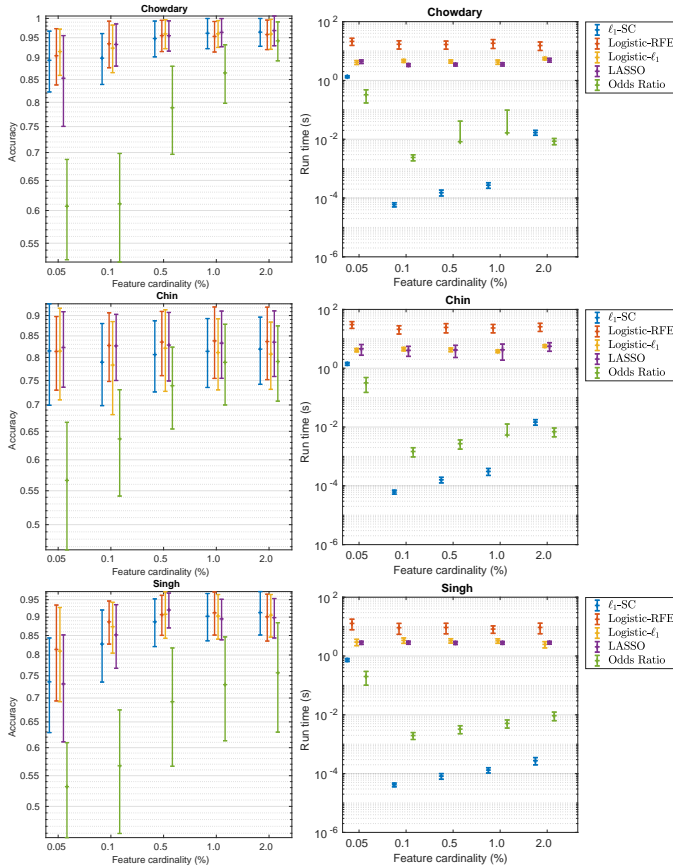 Chowdary
1
0.95
0.9
0.85
0.8
0.7
0.6
0.55
Accuracy
0.05
0.1
0.5
1.0
2.0
Feature cardinality (%)
Chowdary
10^2
10^0
10^-2
10^-4
10^-6
Run time (s)
0.05
0.1
0.5
1.0
2.0
Feature cardinality (%)
ℓ₁-SC
Logistic-RFE
Logistic-ℓ₁
LASSO
Odds Ratio
Chin
0.9
0.85
0.8
0.75
0.7
0.65
0.6
0.55
0.5
Accuracy
0.05
0.1
0.5
1.0
2.0
Feature cardinality (%)
Chin
10^2
10^0
10^-2
10^-4
10^-6
Run time (s)
0.05
0.1
0.5
1.0
2.0
Feature cardinality (%)
ℓ₁-SC
Logistic-RFE
Logistic-ℓ₁
LASSO
Odds Ratio
Singh
0.95
0.9
0.85
0.8
0.75
0.7
0.65
0.6
0.55
0.5
Accuracy
0.05
0.1
0.5
1.0
2.0
Feature cardinality (%)
Singh
10^2
10^0
10^-2
10^-4
10^-6
Run time (s)
0.05
0.1
0.5
1.0
2.0
Feature cardinality (%)
ℓ₁-SC
Logistic-RFE
Logistic-ℓ₁
LASSO
Odds Ratio